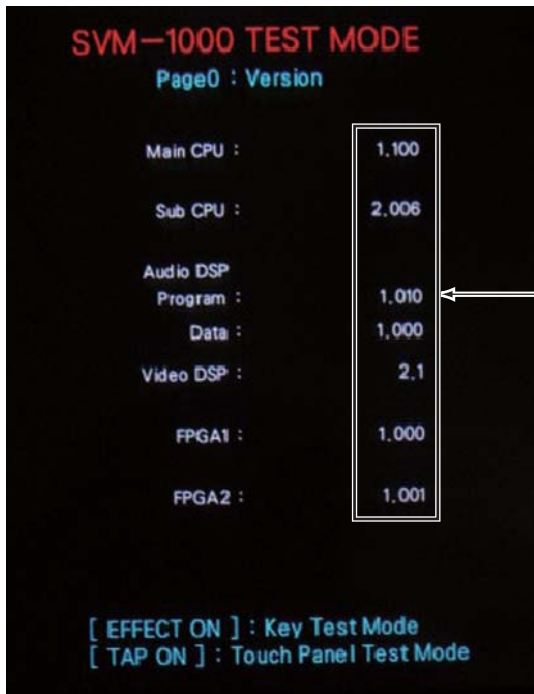 SVM-1000 TEST MODE
Page0 : Version
Main CPU : 1.100
Sub CPU : 2.006
Audio DSP
Program : 1.010
Data : 1.000
Video DSP : 2.1
FPGA1 : 1.000
FPGA2 : 1.001
[ EFFECT ON ] : Key Test Mode
[ TAP ON ] : Touch Panel Test Mode